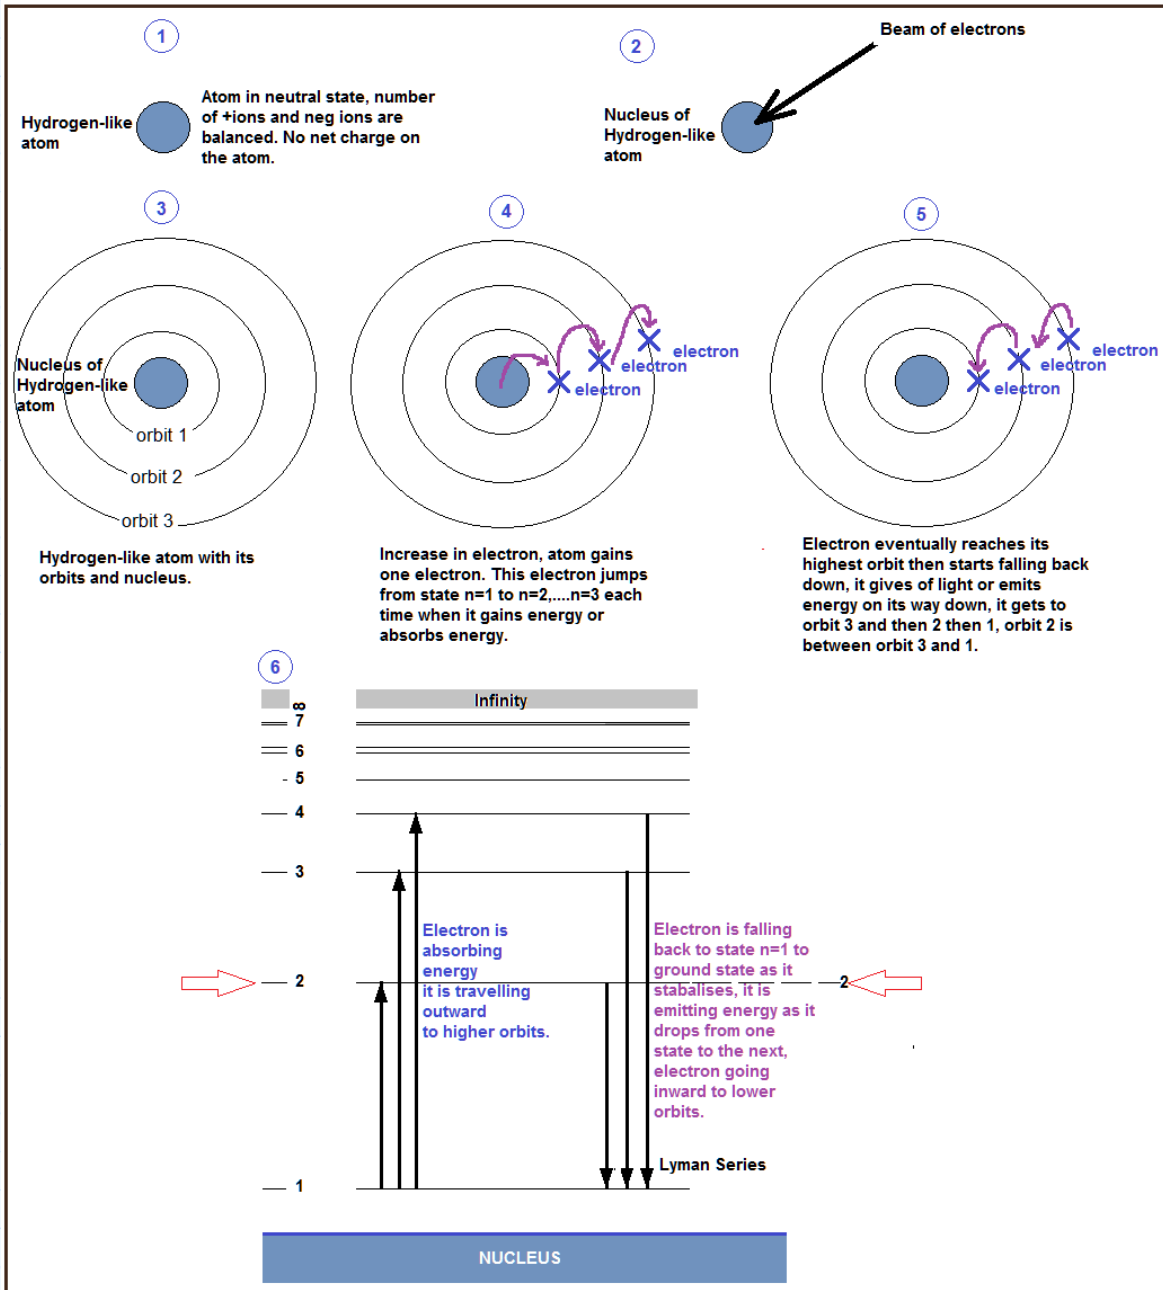 1
Hydrogen-like
atom
Atom in neutral state, number
of +ions and neg ions are
balanced. No net charge on
the atom.
2
Beam of electrons
Nucleus of
Hydrogen-like
atom
3
Nucleus of
Hydrogen-like
atom
orbit 1
orbit 2
orbit 3
Hydrogen-like atom with its
orbits and nucleus.
4
electron
electron
electron
Increase in electron, atom gains
one electron. This electron jumps
from state n=1 to n=2,....n=3 each
time when it gains energy or
absorbs energy.
5
electron
electron
electron
Electron eventually reaches its
highest orbit then starts falling back
down, it gives of light or emits
energy on its way down, it gets to
orbit 3 and then 2 then 1, orbit 2 is
between orbit 3 and 1.
6
Infinity
∞
7
6
5
4
3
2
2
1
Electron is
absorbing
energy
it is travelling
outward
to higher orbits.
Electron is falling
back to state n=1 to
ground state as it
stabalises, it is
emitting energy as it
drops from one
state to the next,
electron going
inward to lower
orbits.
Lyman Series
NUCLEUS